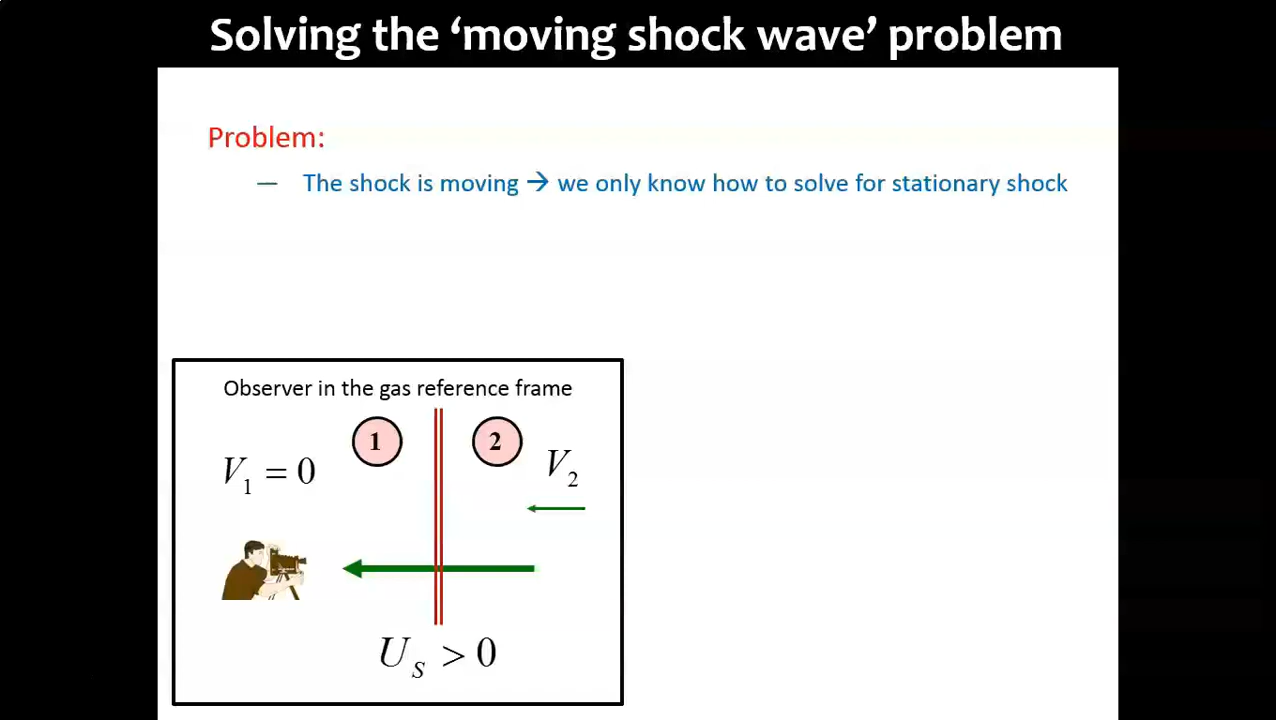 Solving the ‘moving shock wave’ problem
Problem:
— The shock is moving → we only know how to solve for stationary shock
Observer in the gas reference frame
1 2
V₁ = 0
V₂
U_S > 0